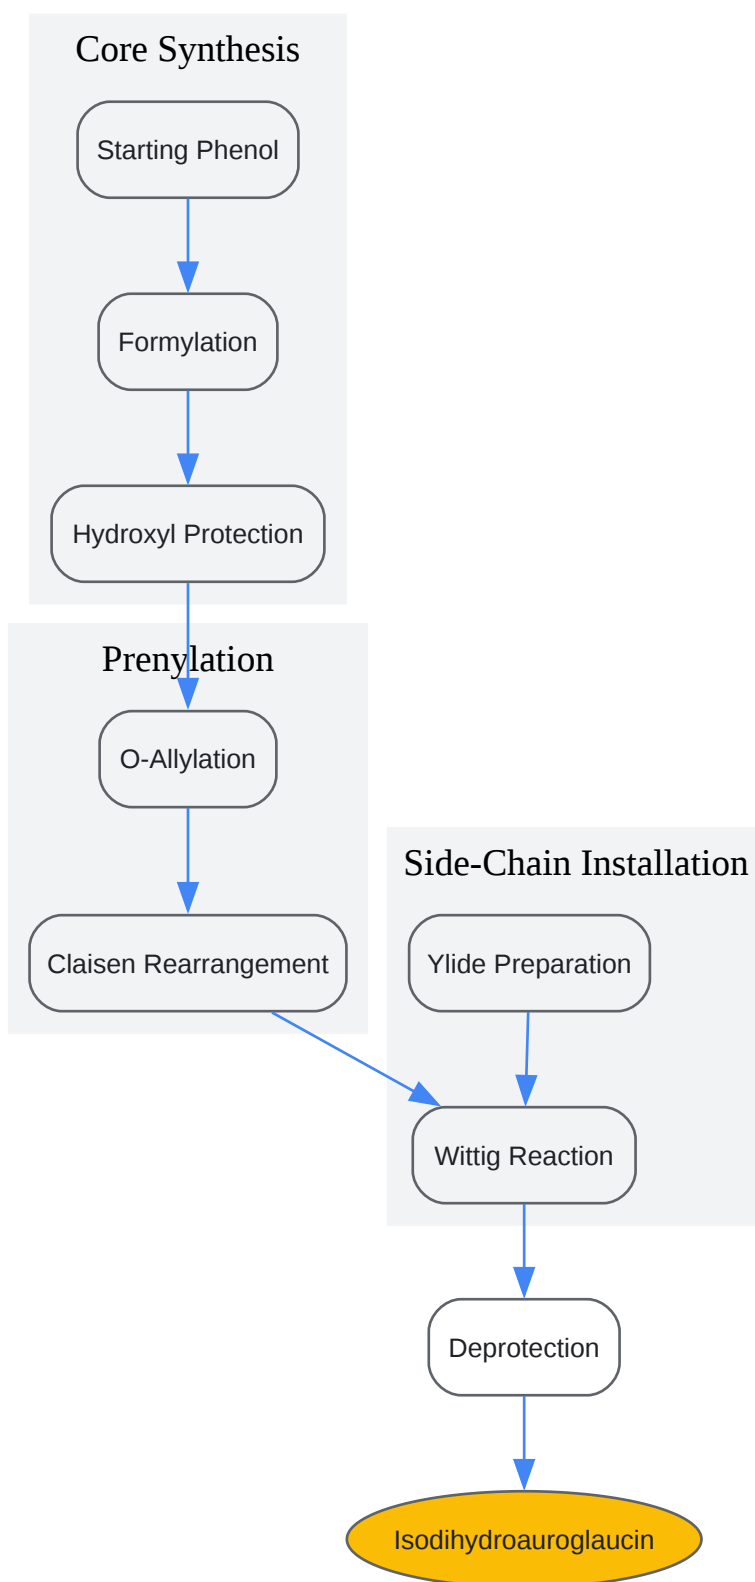 Core Synthesis
Starting Phenol
Formylation
Hydroxyl Protection
Prenylation
O-Allylation
Claisen Rearrangement
Side-Chain Installation
Ylide Preparation
Wittig Reaction
Deprotection
Isodihydroauroglaucin